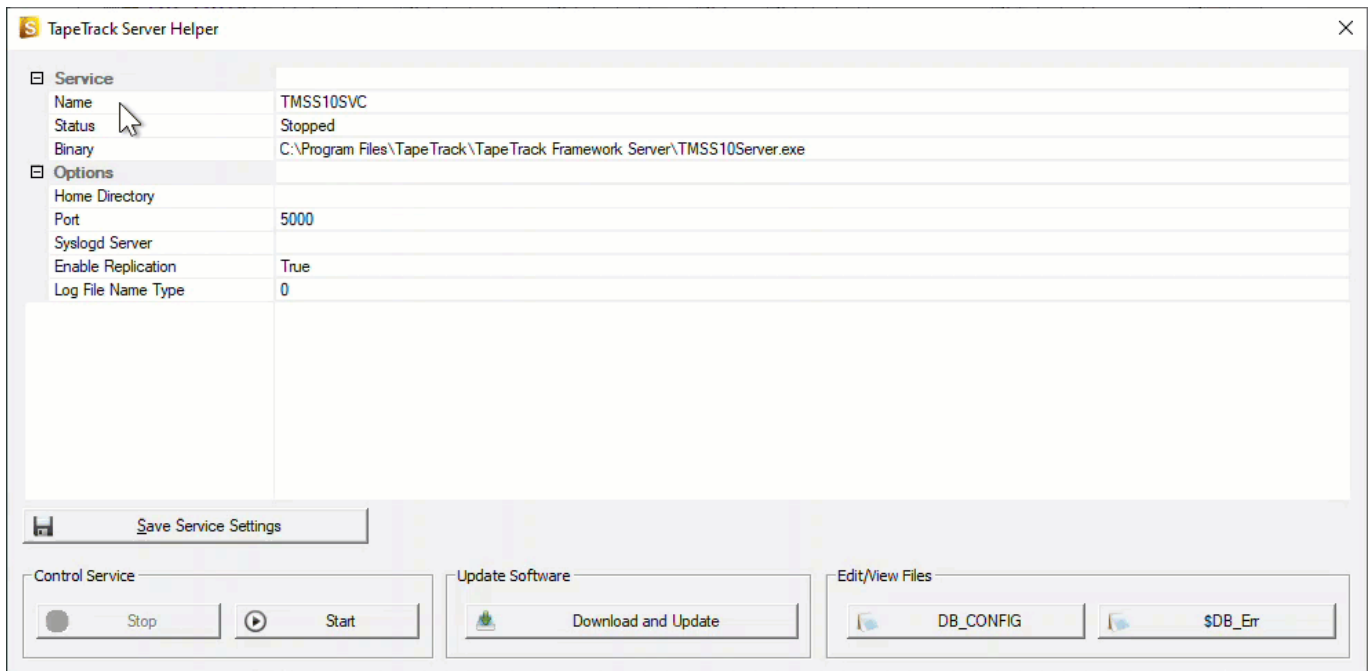 TapeTrack Server Helper
Service
Name TMSS10SVC
Status Stopped
Binary C:\Program Files\TapeTrack\TapeTrack Framework Server\TMSS10Server.exe
Options
Home Directory
Port 5000
Syslogd Server
Enable Replication True
Log File Name Type 0
Save Service Settings
Control Service Update Software Edit/View Files
Stop Start Download and Update DB_CONFIG $DB_Err